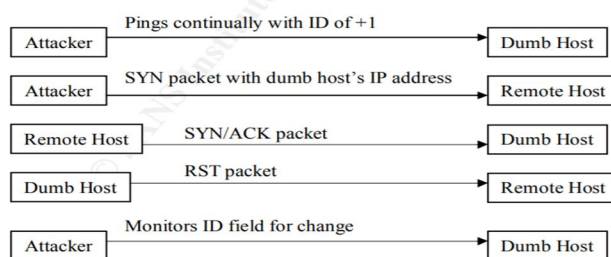 Pings continually with ID of +1
Attacker Dumb Host
SYN packet with dumb host's IP address
Attacker Remote Host
SYN/ACK packet
Remote Host Dumb Host
RST packet
Dumb Host Remote Host
Monitors ID field for change
Attacker Dumb Host
© SANS Institute